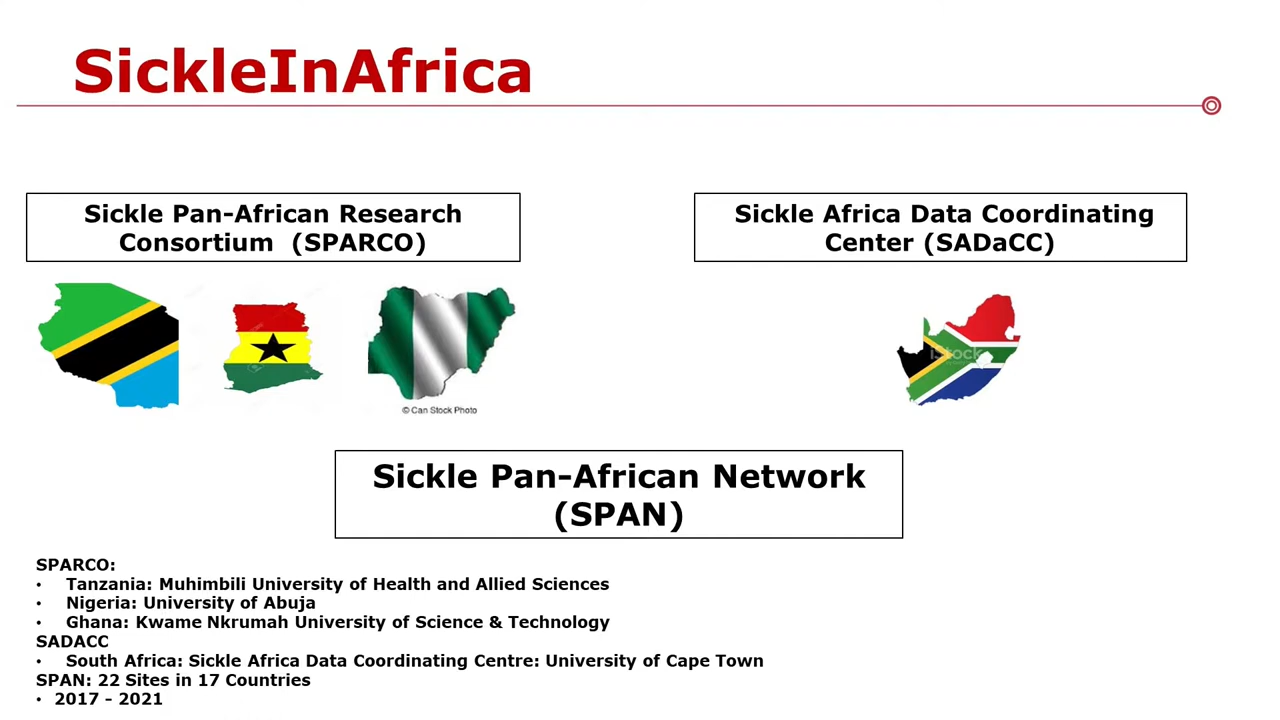 SickleInAfrica
Sickle Pan-African Research
Consortium (SPARCO)
Sickle Africa Data Coordinating
Center (SADaCC)
© Can Stock Photo
iStock
Sickle Pan-African Network
(SPAN)
SPARCO:
• Tanzania: Muhimbili University of Health and Allied Sciences
• Nigeria: University of Abuja
• Ghana: Kwame Nkrumah University of Science & Technology
SADACC
• South Africa: Sickle Africa Data Coordinating Centre: University of Cape Town
SPAN: 22 Sites in 17 Countries
• 2017 - 2021